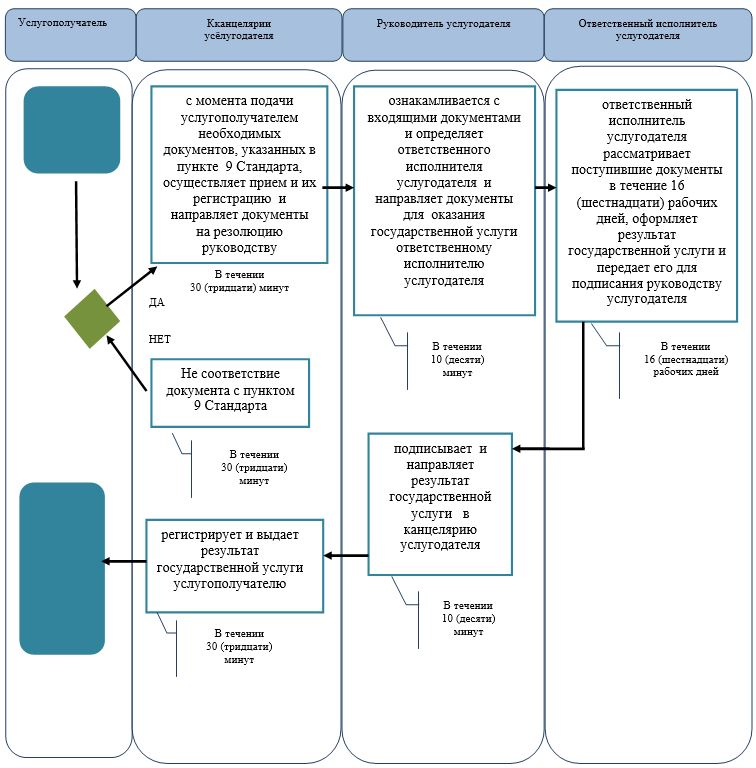 Услугополучатель
Кканцелярии
усёлугодателя
Руководитель услугодателя
Ответственный исполнитель
услугодателя
с момента подачи
услугополучателем
необходимых
документов, указанных в
пункте 9 Стандарта,
осуществляет прием и их
регистрацию и
направляет документы
на резолюцию
руководству
В течении
30 (тридцати) минут
ознакамливается с
входящими документами
и определяет
ответственного
исполнителя
услугодателя и
направляет документы
для оказания
государственной услуги
ответственному
исполнителю
услугодателя
В течении
10 (десяти)
минут
ответственный
исполнитель
услугодателя
рассматривает
поступившие документы
в течение 16
(шестнадцати) рабочих
дней, оформляет
результат
государственной услуги и
передает его для
подписания руководству
услугодателя
В течении
16 (шестнадцати)
рабочих дней
ДА
НЕТ
Не соответствие
документа с пунктом
9 Стандарта
В течении
30 (тридцати)
минут
подписывает и
направляет
результат
государственной
услуги в
канцелярию
услугодателя
В течении
10 (десяти)
минут
регистрирует и выдает
результат
государственной услуги
услугополучателю
В течении
30 (тридцати)
минут